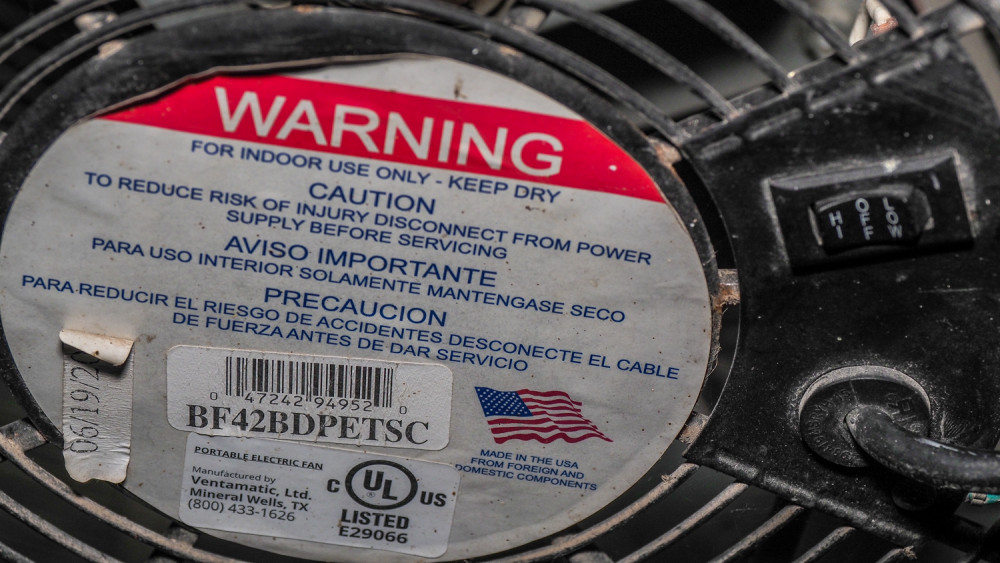 WARNING
FOR INDOOR USE ONLY - KEEP DRY
CAUTION
TO REDUCE RISK OF INJURY DISCONNECT FROM POWER
SUPPLY BEFORE SERVICING
AVISO IMPORTANTE
PARA USO INTERIOR SOLAMENTE MANTENGASE SECO
PRECAUCION
PARA REDUCIR EL RIESGO DE ACCIDENTES DESCONECTE EL CABLE
DE FUERZA ANTES DE DAR SERVICIO
0 47242 94952 0
BF42BDPETSC
06/19/2
PORTABLE ELECTRIC FAN
Manufactured by
Ventamatic, Ltd.
Mineral Wells, TX
(800) 433-1626
C UL US
®
LISTED
E29066
MADE IN THE USA
FROM FOREIGN AND
DOMESTIC COMPONENTS
HI
OFF
LOW